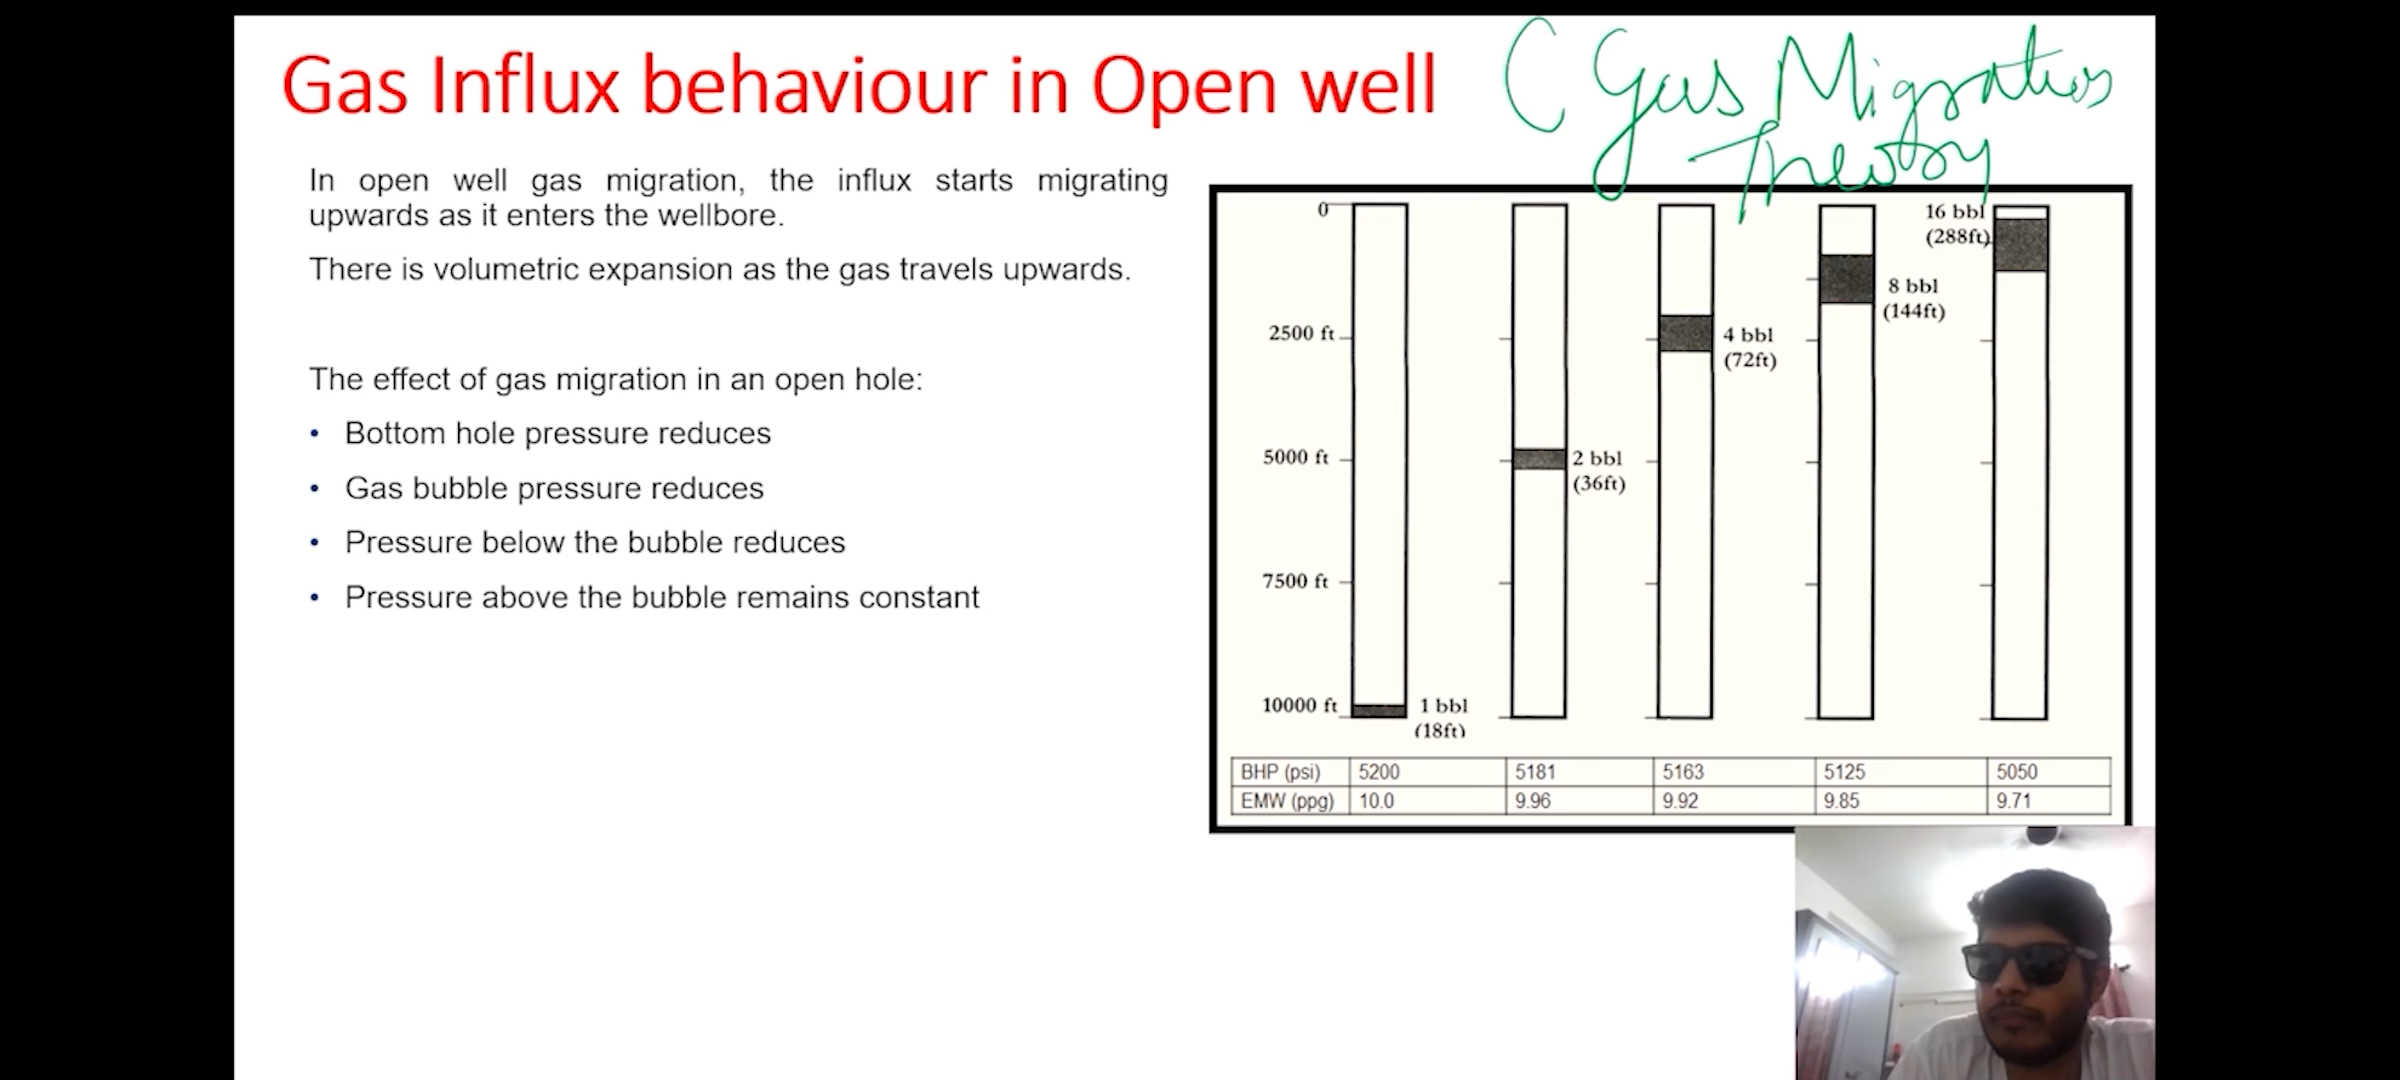 Gas Influx behaviour in Open well
( Gas Migration
Theory
In open well gas migration, the influx starts migrating
upwards as it enters the wellbore.
There is volumetric expansion as the gas travels upwards.
The effect of gas migration in an open hole:
• Bottom hole pressure reduces
• Gas bubble pressure reduces
• Pressure below the bubble reduces
• Pressure above the bubble remains constant
0
2500 ft
5000 ft
7500 ft
10000 ft
1 bbl
(18ft)
2 bbl
(36ft)
4 bbl
(72ft)
8 bbl
(144ft)
16 bbl
(288ft)
BHP (psi) 5200 5181 5163 5125 5050
EMW (ppg) 10.0 9.96 9.92 9.85 9.71